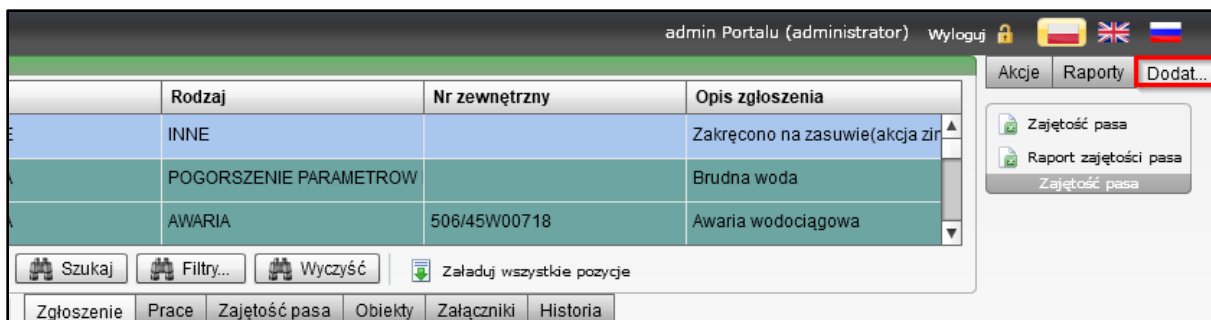 admin Portalu (administrator) Wyloguj
Akcje Raporty Dodat...
Rodzaj Nr zewnętrzny Opis zgłoszenia
INNE Zakręcono na zasuwie(akcja zir
POGORSZENIE PARAMETROW Brudna woda
AWARIA 506/45W00718 Awaria wodociągowa
Zajętość pasa
Raport zajętości pasa
Zajętość pasa
Szukaj Filtry... Wyczyść Załaduj wszystkie pozycje
Zgłoszenie Prace Zajętość pasa Obiekty Załączniki Historia